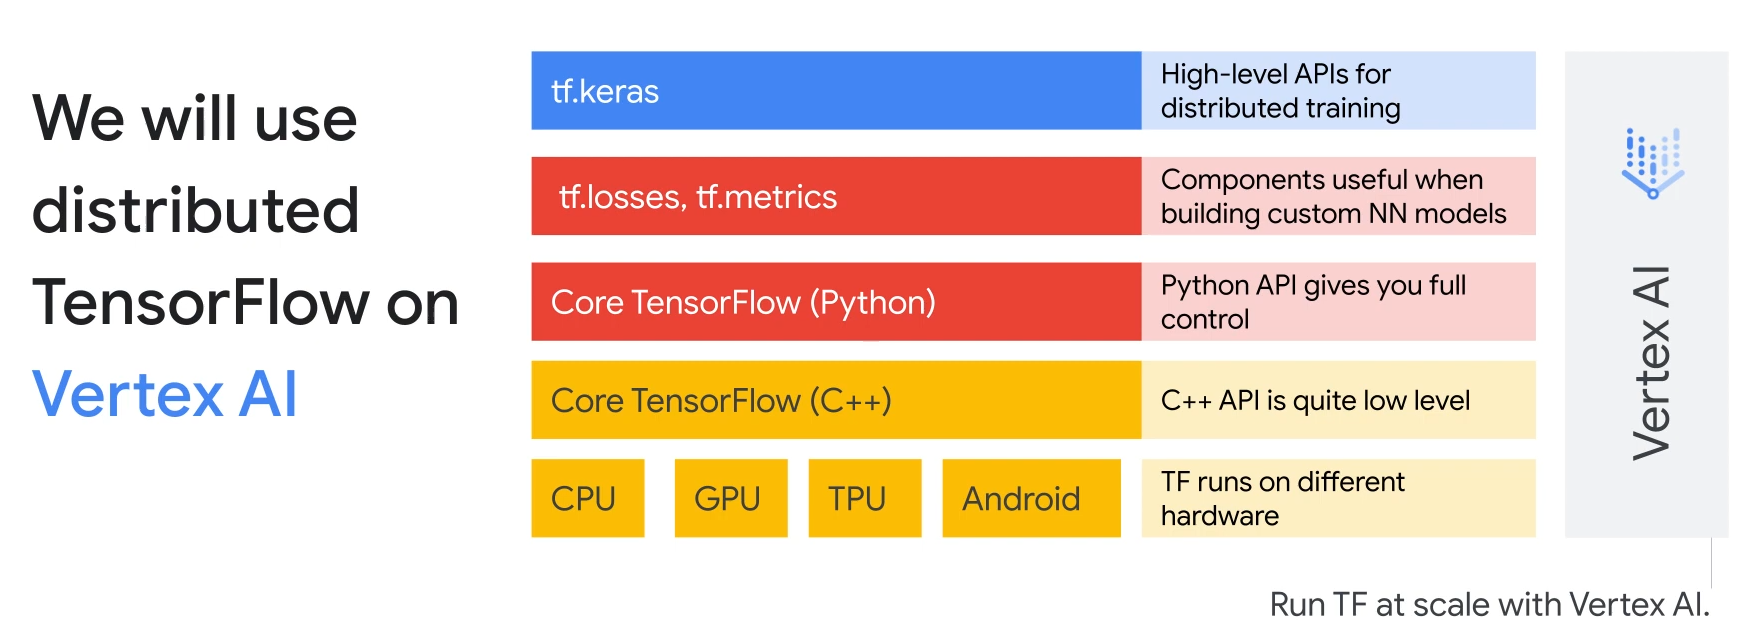 We will use
distributed
TensorFlow on
Vertex AI
tf.keras
High-level APIs for
distributed training
tf.losses, tf.metrics
Components useful when
building custom NN models
Core TensorFlow (Python)
Python API gives you full
control
Core TensorFlow (C++)
C++ API is quite low level
CPU
GPU
TPU
Android
TF runs on different
hardware
Vertex AI
Run TF at scale with Vertex AI.